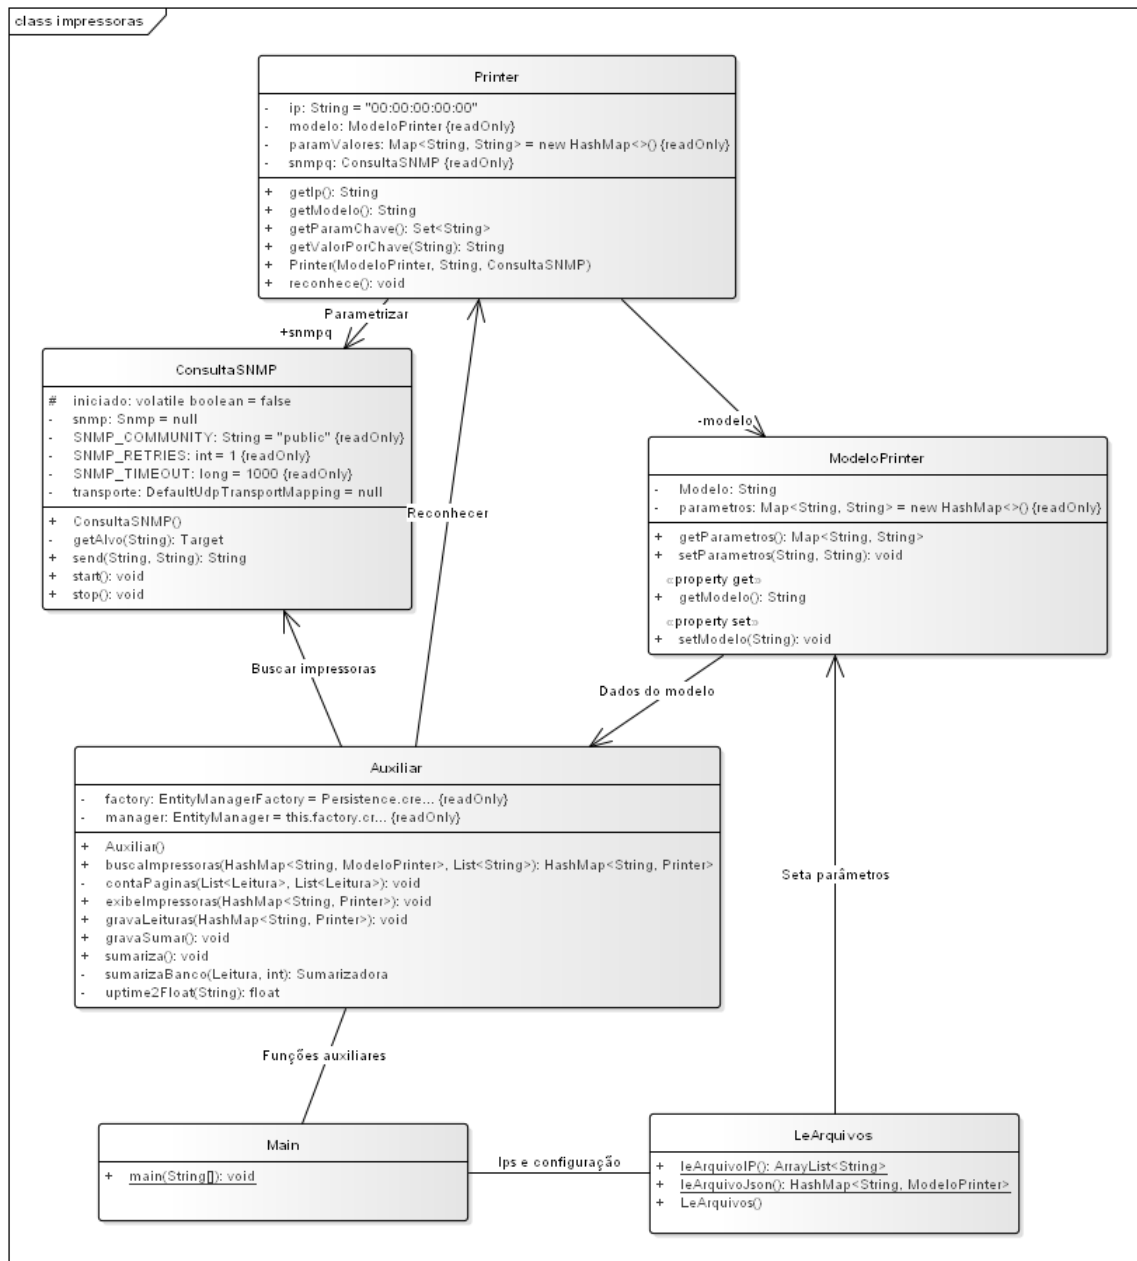 class impressoras
Printer
- ip: String = "00:00:00:00:00"
- modelo: ModeloPrinter {readOnly}
- paramValores: Map<String, String> = new HashMap<>() {readOnly}
- snmpq: ConsultaSNMP {readOnly}
+ getIp(): String
+ getModelo(): String
+ getParamChave(): Set<String>
+ getValorPorChave(String): String
+ Printer(ModeloPrinter, String, ConsultaSNMP)
+ reconhece(): void
Parametrizar
+snmpq
ConsultaSNMP
# iniciado: volatile boolean = false
- snmp: Snmp = null
- SNMP_COMMUNITY: String = "public" {readOnly}
- SNMP_RETRIES: int = 1 {readOnly}
- SNMP_TIMEOUT: long = 1000 {readOnly}
- transporte: DefaultUdpTransportMapping = null
+ ConsultaSNMP()
- getAlvo(String): Target
+ send(String, String): String
+ start(): void
+ stop(): void
Reconhecer
-modelo
ModeloPrinter
- Modelo: String
- parametros: Map<String, String> = new HashMap<>() {readOnly}
+ getParametros(): Map<String, String>
+ setParametros(String, String): void
«property get»
+ getModelo(): String
«property set»
+ setModelo(String): void
Buscar impressoras
Dados do modelo
Auxiliar
- factory: EntityManagerFactory = Persistence.cre... {readOnly}
- manager: EntityManager = this.factory.cr... {readOnly}
+ Auxiliar()
+ buscaImpressoras(HashMap<String, ModeloPrinter>, List<String>): HashMap<String, Printer>
- contaPaginas(List<Leitura>, List<Leitura>): void
+ exibeImpressoras(HashMap<String, Printer>): void
+ gravaLeituras(HashMap<String, Printer>): void
+ gravaSumar(): void
+ sumariza(): void
- sumarizaBanco(Leitura, int): Sumarizadora
- uptime2Float(String): float
Seta parâmetros
Funções auxiliares
Main
+ main(String[]): void
Ips e configuração
LeArquivos
+ leArquivoIP(): ArrayList<String>
+ leArquivoJson(): HashMap<String, ModeloPrinter>
+ LeArquivos()